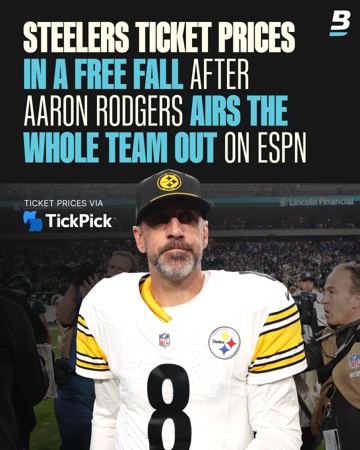 STEELERS TICKET PRICES
IN A FREE FALL AFTER
AARON RODGERS AIRS THE
WHOLE TEAM OUT ON ESPN
B
TICKET PRICES VIA
TickPick
Lincoln Financial
Steelers
NFL
8